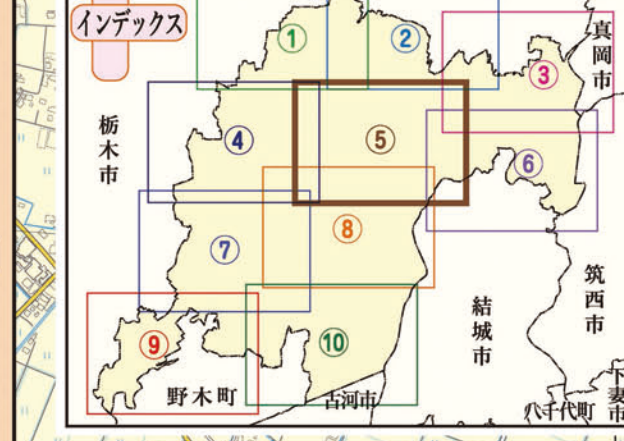 インデックス
①
②
③
真岡市
栃木市
④
⑤
⑥
⑦
⑧
筑西市
結城市
⑨
⑩
野木町
古河市
八千代町
下妻市